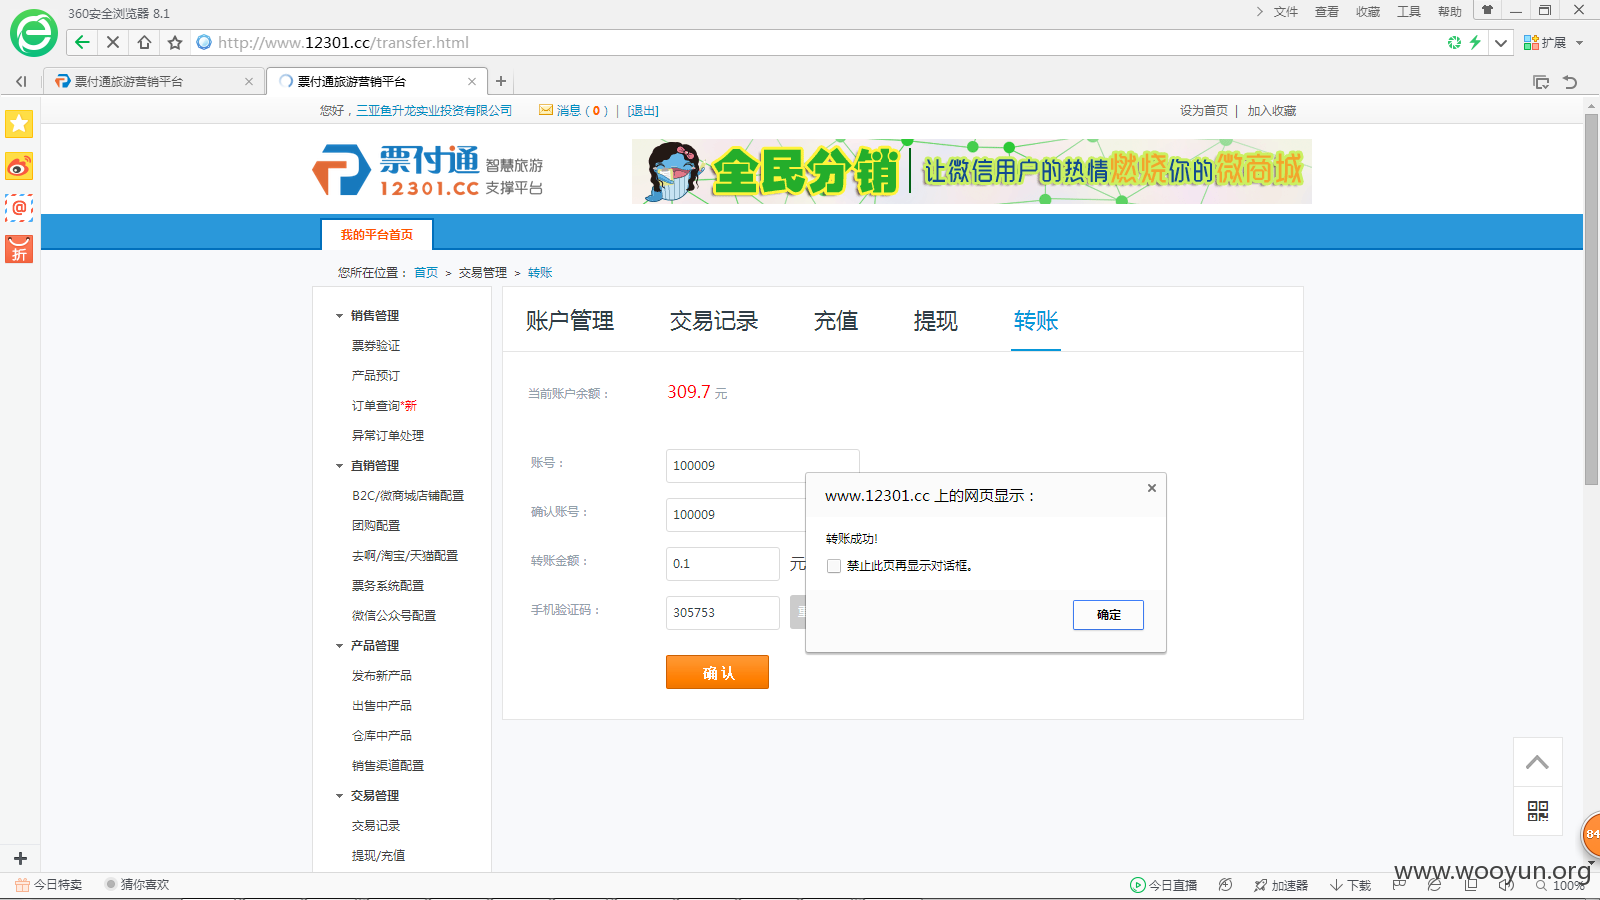 360安全浏览器 8.1
文件 查看 收藏 工具 帮助
http://www.12301.cc/transfer.html
扩展
票付通旅游营销平台
票付通旅游营销平台
您好，三亚鱼升龙实业投资有限公司 消息 ( 0 ) | [退出]
设为首页 | 加入收藏
票付通
12301.CC
智慧旅游
支撑平台
全民分销
让微信用户的热情燃烧你的微商城
我的平台首页
您所在位置： 首页 > 交易管理 > 转账
销售管理
票券验证
产品预订
订单查询*新
异常订单处理
直销管理
B2C/微商城店铺配置
团购配置
去啊/淘宝/天猫配置
票务系统配置
微信公众号配置
产品管理
发布新产品
出售中产品
仓库中产品
销售渠道配置
交易管理
交易记录
提现/充值
账户管理 交易记录 充值 提现 转账
当前账户余额： 309.7 元
账号： 100009
确认账号： 100009
转账金额： 0.1 元
手机验证码： 305753
确 认
www.12301.cc 上的网页显示：
转账成功!
禁止此页再显示对话框。
确定
折
84
www.wooyun.org
今日特卖 猜你喜欢
今日直播 加速器 下载 100%